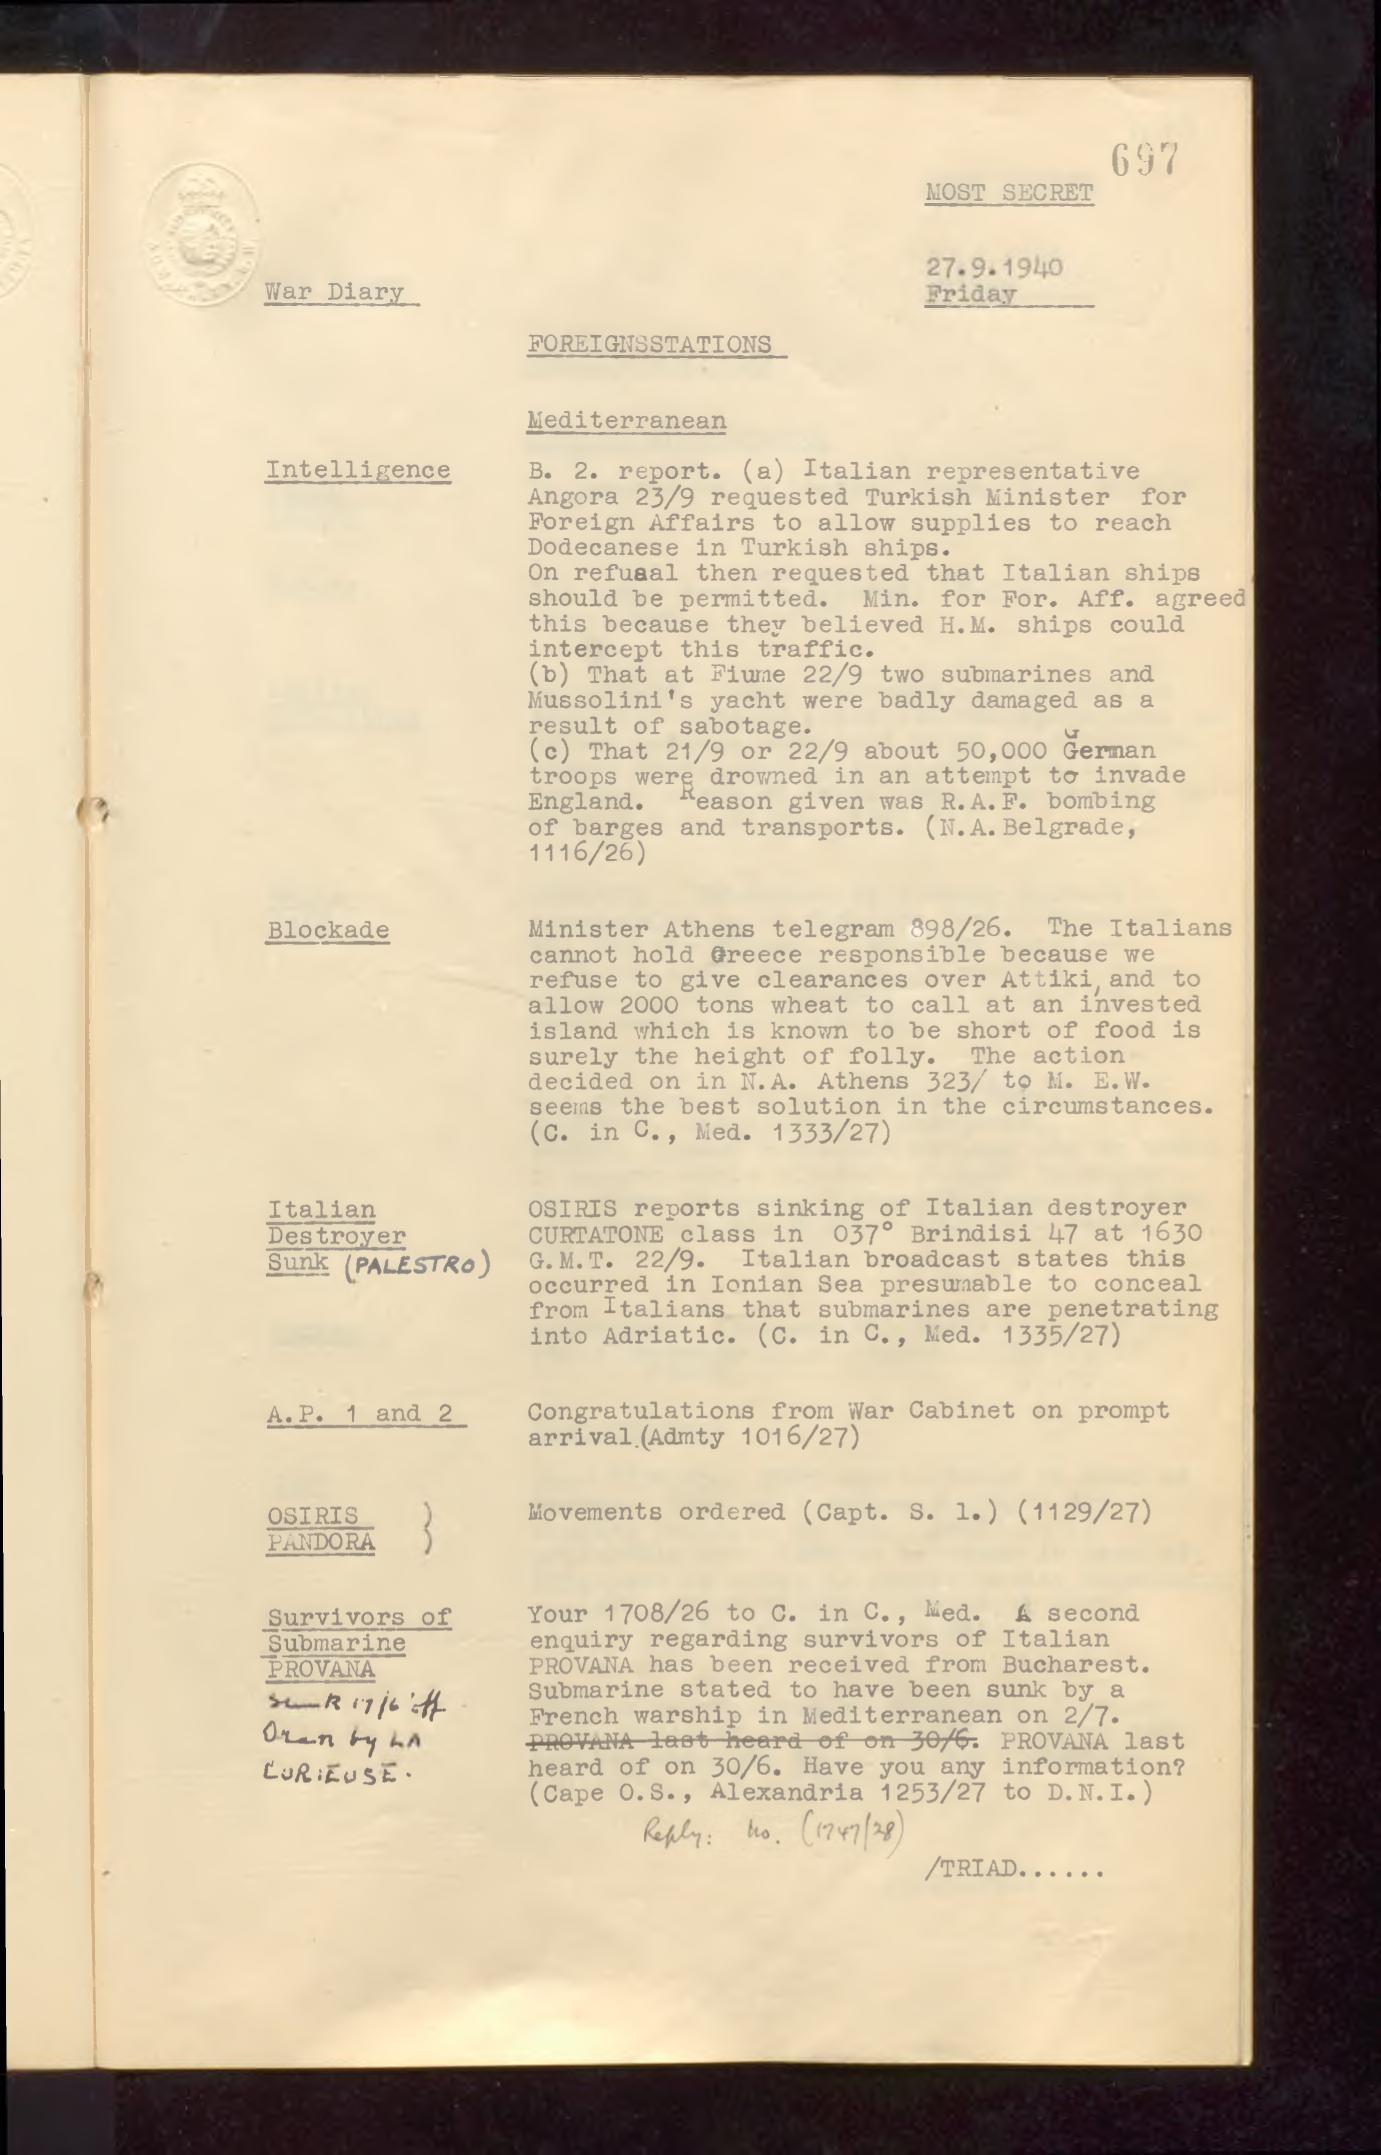 697
MOST SECRET
27.9.1940
Friday
War Diary
FOREIGNSSTATIONS
Mediterranean
Intelligence
B. 2. report. (a) Italian representative
Angora 23/9 requested Turkish Minister for
Foreign Affairs to allow supplies to reach
Dodecanese in Turkish ships.
On refusal then requested that Italian ships
should be permitted. Min. for For. Aff. agreed
this because they believed H.M. ships could
intercept this traffic.
(b) That at Fiume 22/9 two submarines and
Mussolini's yacht were badly damaged as a
result of sabotage.
(c) That 21/9 or 22/9 about 50,000 German
troops were drowned in an attempt to invade
England. Reason given was R.A.F. bombing
of barges and transports. (N.A.Belgrade,
1116/26)
Blockade
Minister Athens telegram 898/26. The Italians
cannot hold Greece responsible because we
refuse to give clearances over Attiki, and to
allow 2000 tons wheat to call at an invested
island which is known to be short of food is
surely the height of folly. The action
decided on in N.A. Athens 323/ to M. E.W.
seems the best solution in the circumstances.
(C. in C., Med. 1333/27)
Italian
Destroyer
Sunk (PALESTRO)
OSIRIS reports sinking of Italian destroyer
CURTATONE class in 037° Brindisi 47 at 1630
G.M.T. 22/9. Italian broadcast states this
occurred in Ionian Sea presumable to conceal
from Italians that submarines are penetrating
into Adriatic. (C. in C., Med. 1335/27)
A.P. 1 and 2
Congratulations from War Cabinet on prompt
arrival.(Admty 1016/27)
OSIRIS
PANDORA }
Movements ordered (Capt. S. 1.) (1129/27)
Survivors of
Submarine
PROVANA
Sunk 17/6 off
Oran by LA
CURIEUSE.
Your 1708/26 to C. in C., Med. A second
enquiry regarding survivors of Italian
PROVANA has been received from Bucharest.
Submarine stated to have been sunk by a
French warship in Mediterranean on 2/7.
PROVANA last heard of on 30/6. PROVANA last
heard of on 30/6. Have you any information?
(Cape O.S., Alexandria 1253/27 to D.N.I.)
Reply: No. (1747/28)
/TRIAD......